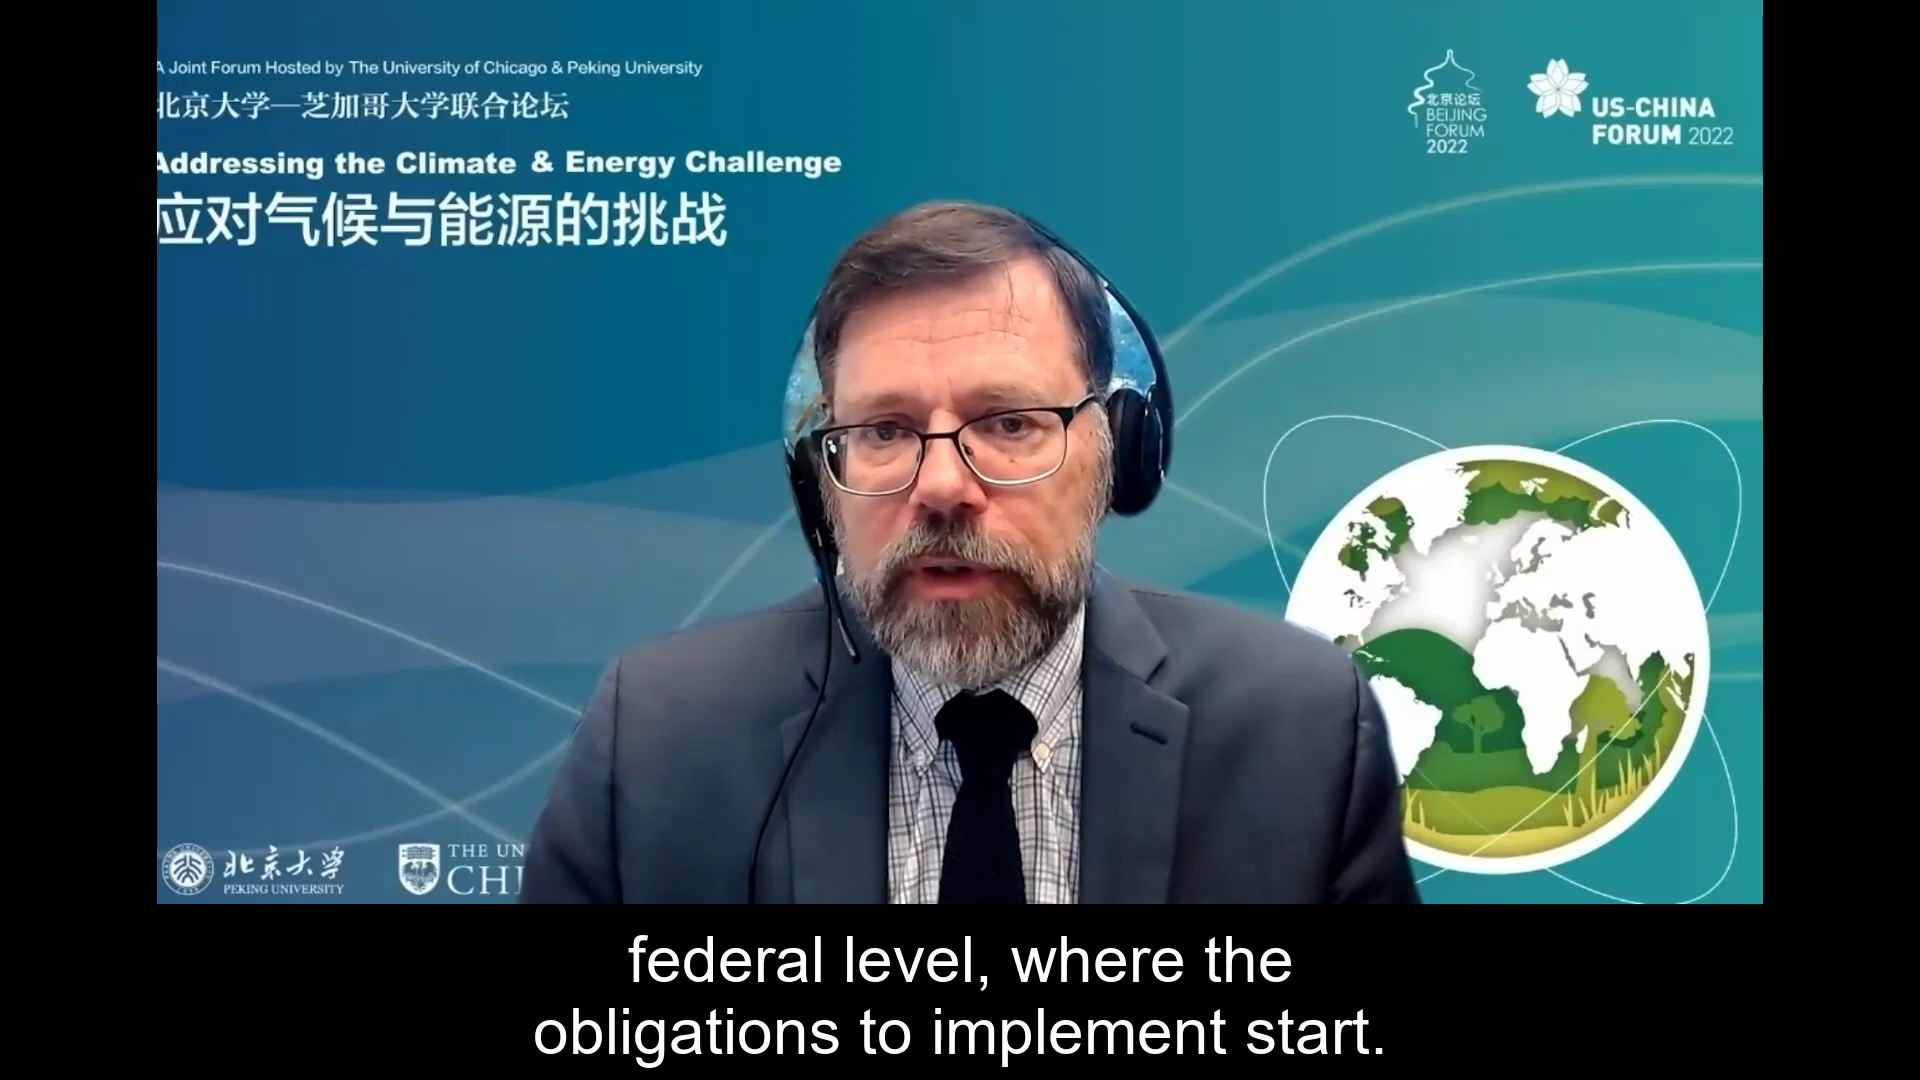 A Joint Forum Hosted by The University of Chicago & Peking University
北京大学—芝加哥大学联合论坛
Addressing the Climate & Energy Challenge
应对气候与能源的挑战
北京论坛
BEIJING
FORUM
2022
US-CHINA
FORUM 2022
北京大学
PEKING UNIVERSITY
THE UN
CHI
federal level, where the
obligations to implement start.